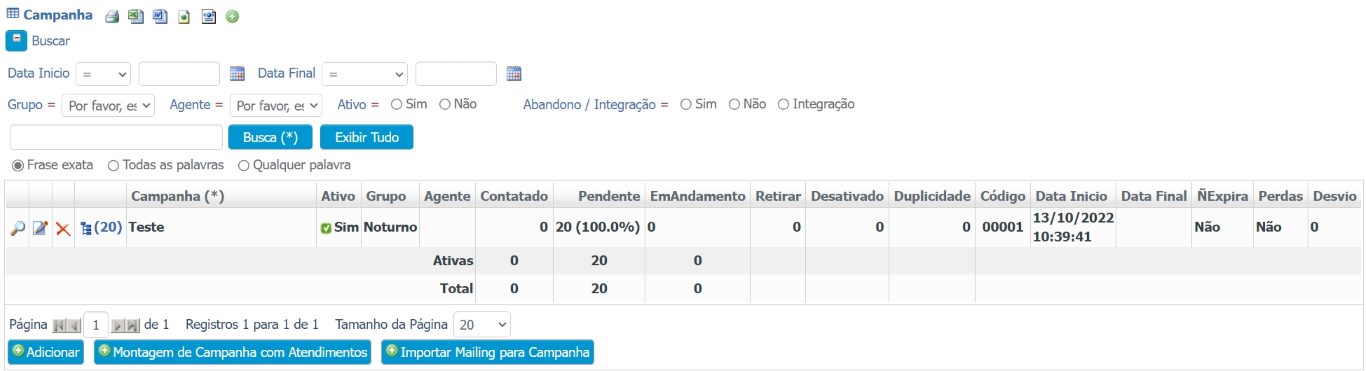 Campanha
Buscar
Data Inicio = Data Final =
Grupo = Por favor, es Agente = Por favor, es Ativo = Sim Não Abandono / Integração = Sim Não Integração
Busca (*) Exibir Tudo
Frase exata Todas as palavras Qualquer palavra
Campanha (*) Ativo Grupo Agente Contatado Pendente EmAndamento Retirar Desativado Duplicidade Código Data Inicio Data Final ÑExpira Perdas Desvio
(20) Teste Sim Noturno 0 20 (100.0%) 0 0 0 0 00001 13/10/2022 10:39:41 Não Não 0
Ativas 0 20 0
Total 0 20 0
Página 1 de 1 Registros 1 para 1 de 1 Tamanho da Página 20
Adicionar Montagem de Campanha com Atendimentos Importar Mailing para Campanha